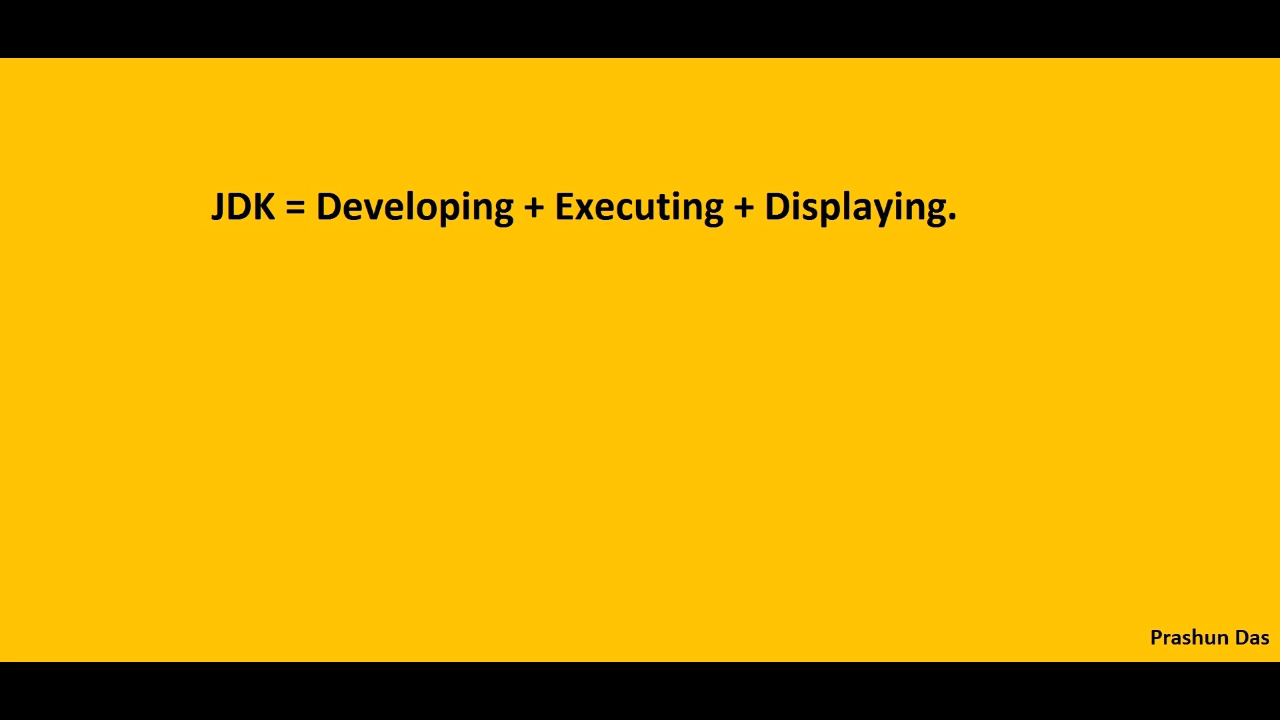 JDK = Developing + Executing + Displaying.
Prashun Das